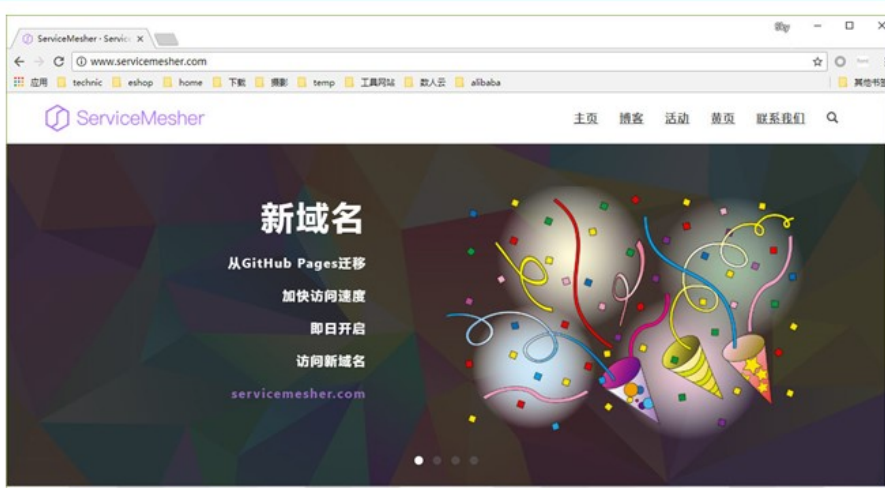 Sky
ServiceMesher · Servic
www.servicemesher.com
应用 technic eshop home 下载 摄影 temp 工具网站 数人云 alibaba 其他书签
ServiceMesher 主页 博客 活动 黄页 联系我们
新域名
从GitHub Pages迁移
加快访问速度
即日开启
访问新域名
servicemesher.com